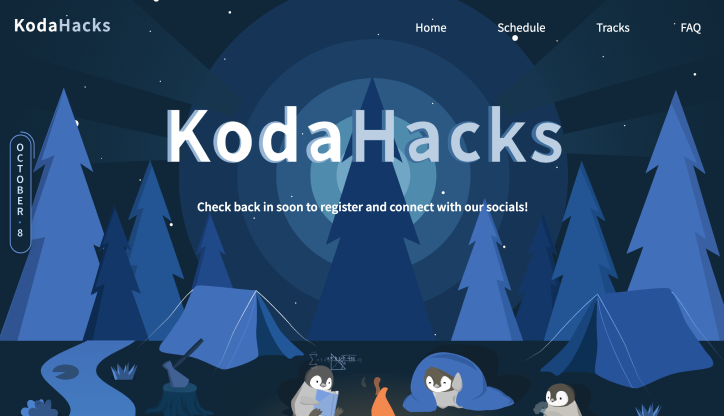 KodaHacks
Home Schedule Tracks FAQ
KodaHacks
OCTOBER 8
Check back in soon to register and connect with our socials!